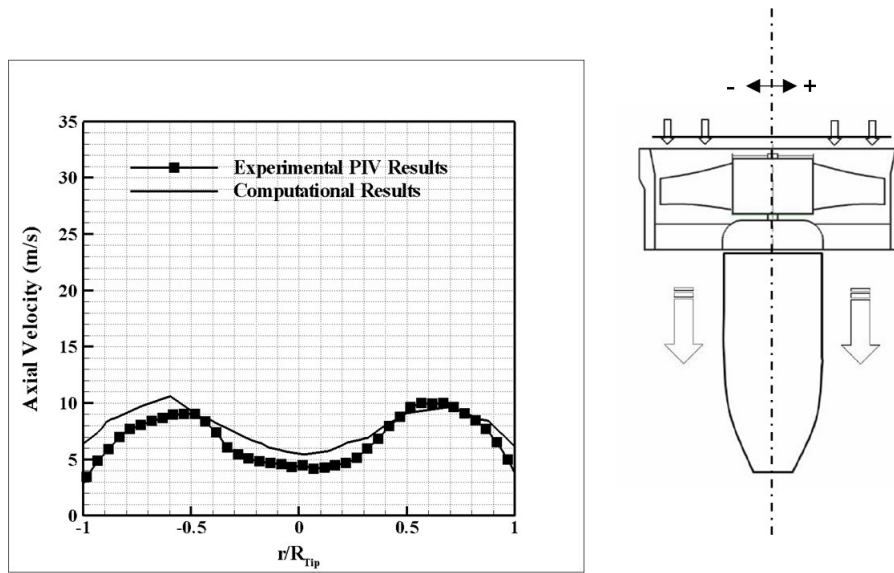 - +
35
30
25
20
15
10
5
0
Experimental PIV Results
Computational Results
Axial Velocity (m/s)
-1 -0.5 0 0.5 1
r/R_Tip